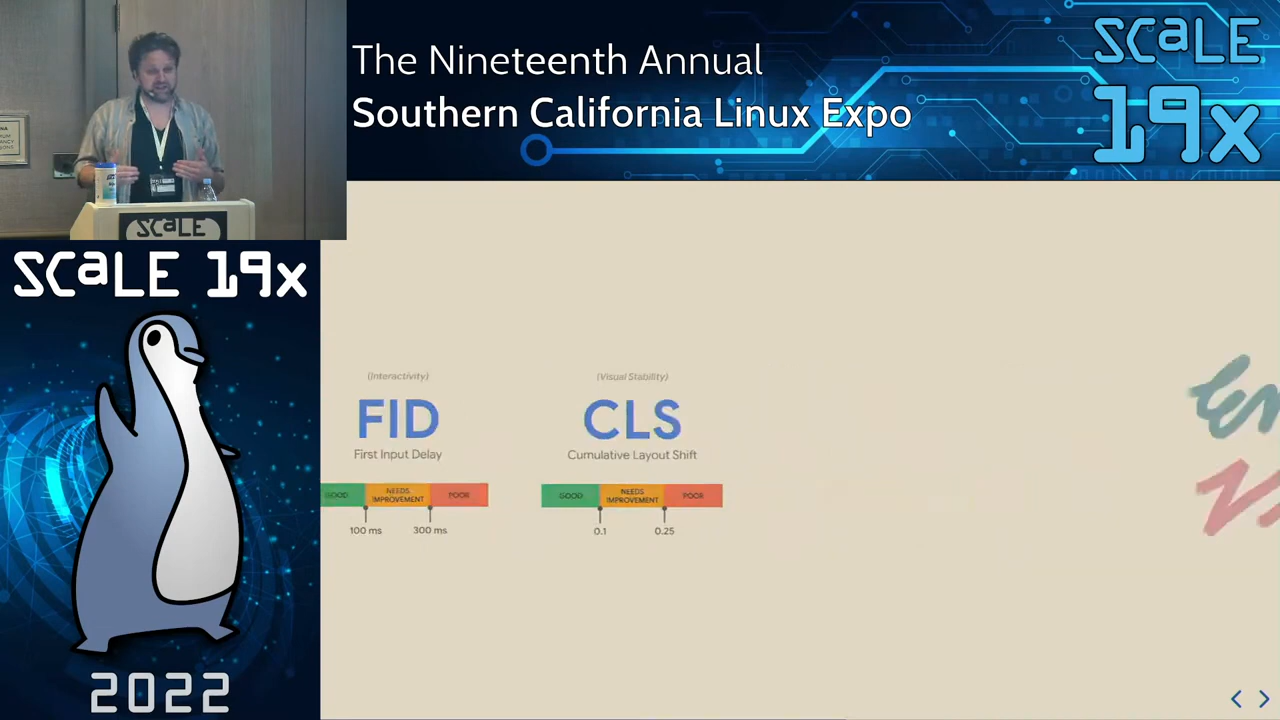 The Nineteenth Annual
Southern California Linux Expo
SCaLE
19x
SCaLE
SCaLE 19x
2022
(Interactivity)
FID
First Input Delay
GOOD
NEEDS
IMPROVEMENT
POOR
100 ms
300 ms
(Visual Stability)
CLS
Cumulative Layout Shift
GOOD
NEEDS
IMPROVEMENT
POOR
0.1
0.25